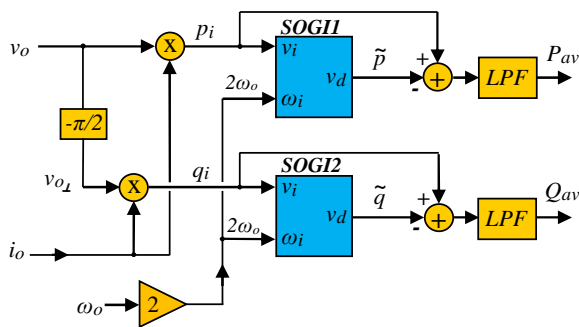 SOGI1
v_o
X
p_i
v_i
v_d
p̃
+
-
+
LPF
P_av
2ω_o
ω_i
-π/2
SOGI2
v_o⊥
X
q_i
v_i
v_d
q̃
+
-
+
LPF
Q_av
2ω_o
ω_i
i_o
ω_o
2